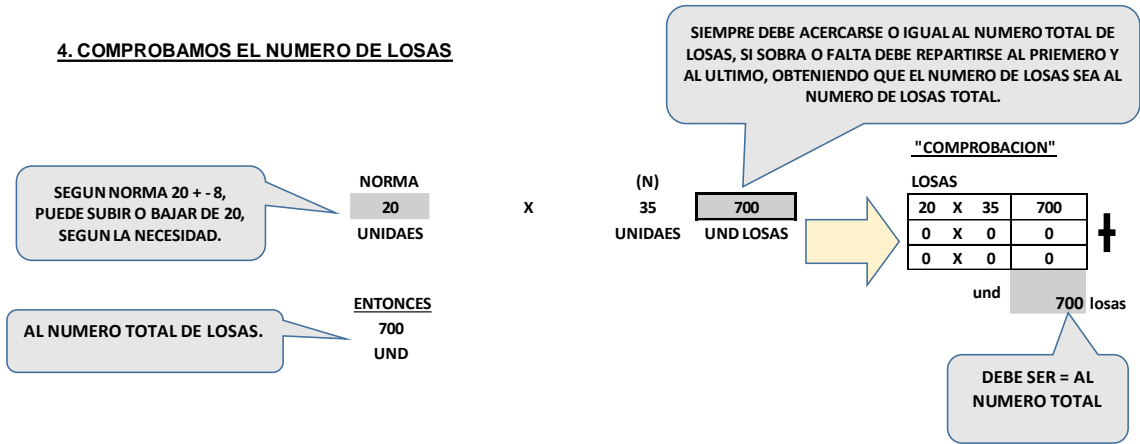 4. COMPROBAMOS EL NUMERO DE LOSAS
SIEMPRE DEBE ACERCARSE O IGUAL AL NUMERO TOTAL DE
LOSAS, SI SOBRA O FALTA DEBE REPARTIRSE AL PRIEMERO Y
AL ULTIMO, OBTENIENDO QUE EL NUMERO DE LOSAS SEA AL
NUMERO DE LOSAS TOTAL.
SEGUN NORMA 20 + - 8,
PUEDE SUBIR O BAJAR DE 20,
SEGUN LA NECESIDAD.
NORMA
20
UNIDAES
X
(N)
35
UNIDAES
700
UND LOSAS
"COMPROBACION"
LOSAS
20 X 35 700
0 X 0 0
0 X 0 0
+
und 700 losas
ENTONCES
700
UND
AL NUMERO TOTAL DE LOSAS.
DEBE SER = AL
NUMERO TOTAL